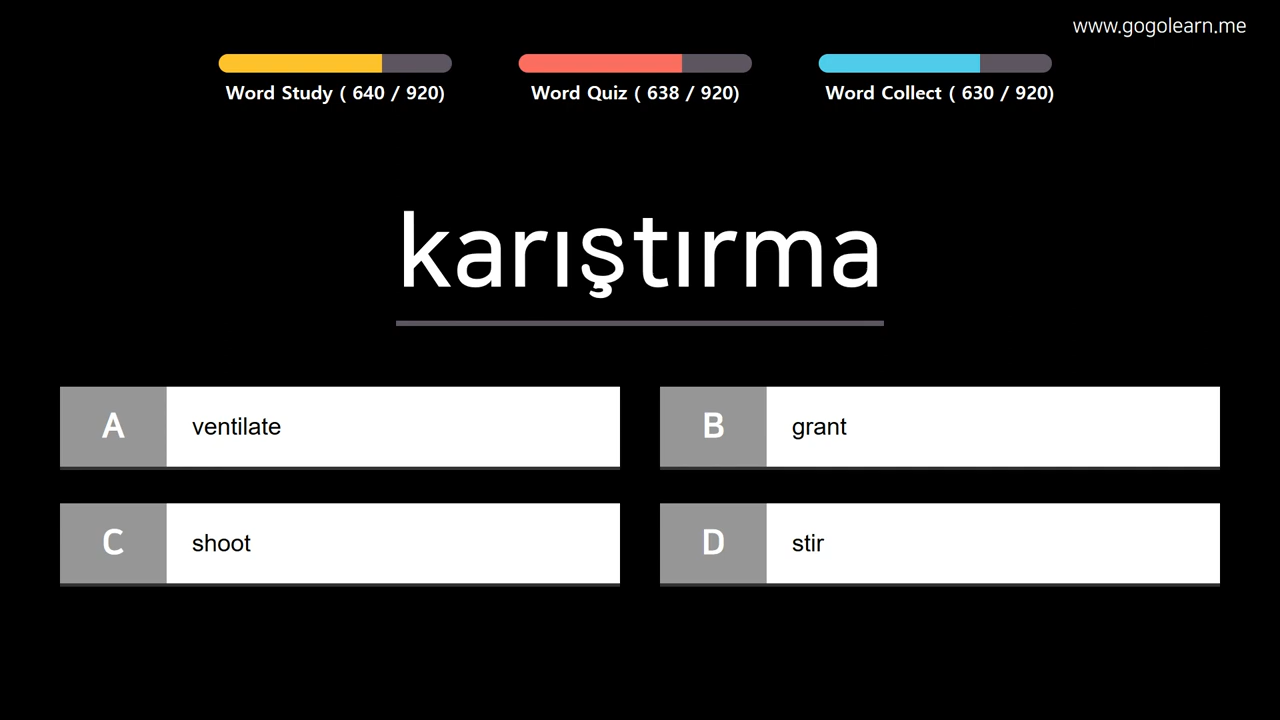 www.gogolearn.me
Word Study ( 640 / 920)
Word Quiz ( 638 / 920)
Word Collect ( 630 / 920)
karıştırma
A ventilate
B grant
C shoot
D stir